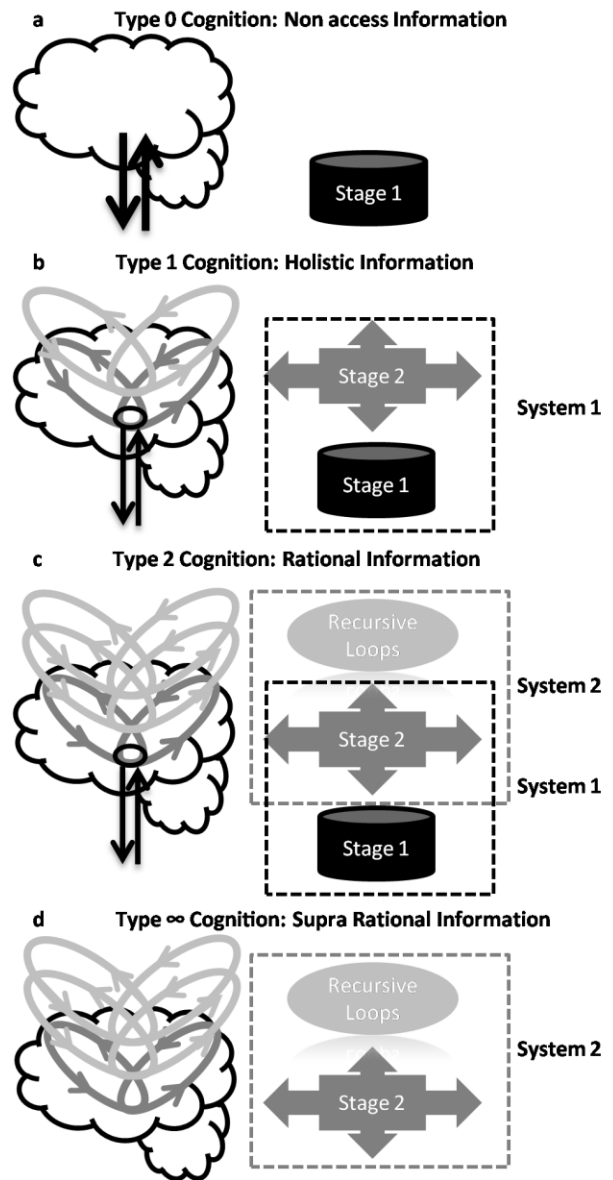 a Type 0 Cognition: Non access Information
Stage 1
b Type 1 Cognition: Holistic Information
Stage 2
System 1
Stage 1
c Type 2 Cognition: Rational Information
Recursive
Loops
System 2
Stage 2
System 1
Stage 1
d Type ∞ Cognition: Supra Rational Information
Recursive
Loops
System 2
Stage 2